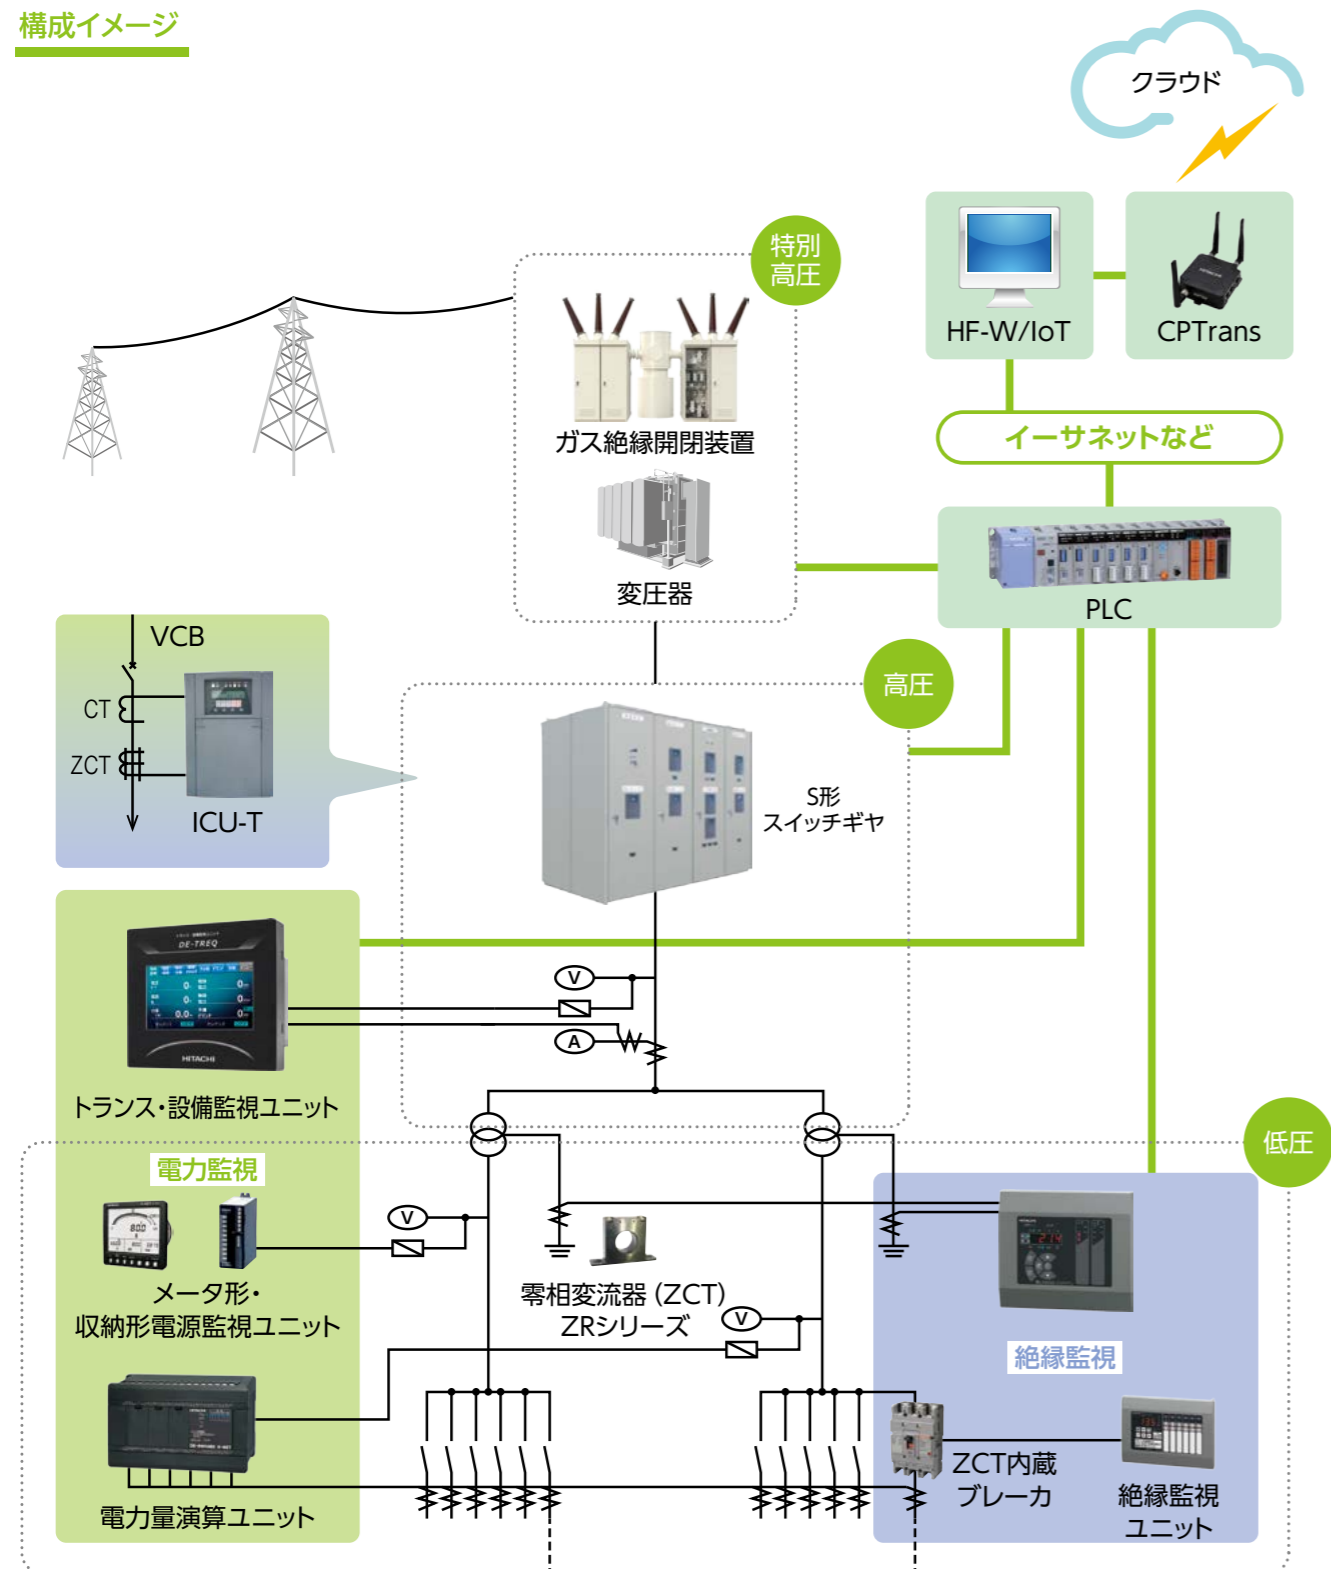 構成イメージ
クラウド
特別
高圧
HF-W/IoT
CPTrans
ガス絶縁開閉装置
イーサネットなど
変圧器
PLC
VCB
CT
ZCT
ICU-T
高圧
S形
スイッチギヤ
DE-TREQ
HITACHI
トランス・設備監視ユニット
V
A
低圧
電力監視
メータ形・
収納形電源監視ユニット
V
零相変流器(ZCT)
ZRシリーズ
V
絶縁監視
電力量演算ユニット
ZCT内蔵
ブレーカ
絶縁監視
ユニット